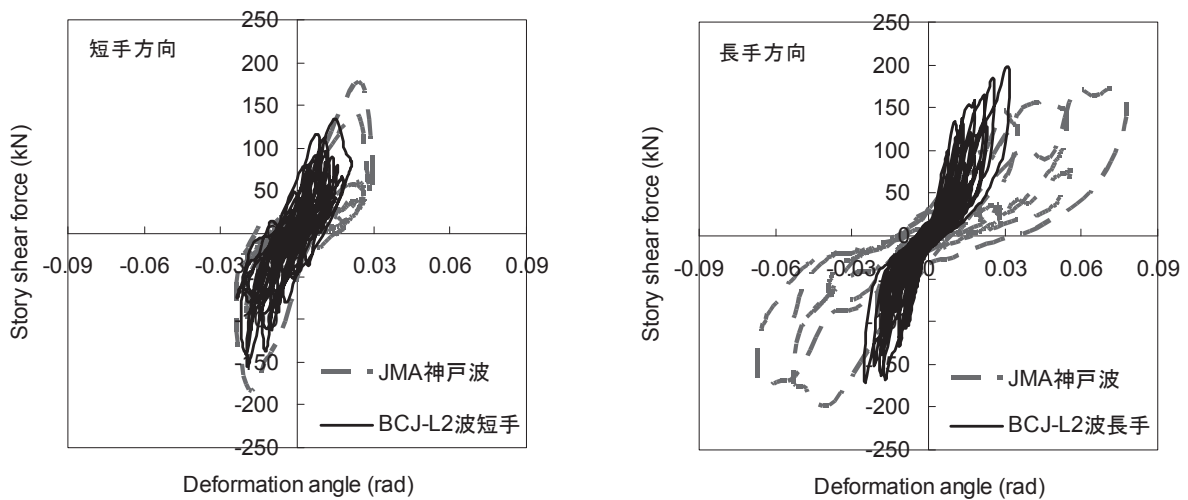 250
短手方向
200
150
100
50
0
-0.09 -0.06 -0.03 0 0.03 0.06 0.09
-200
-250
Story shear force (kN)
Deformation angle (rad)
JMA神戸波
BCJ-L2波短手
250
長手方向
200
150
100
50
0
-0.09 -0.06 -0.03 0 0.03 0.06 0.09
-200
-250
Story shear force (kN)
Deformation angle (rad)
JMA神戸波
BCJ-L2波長手